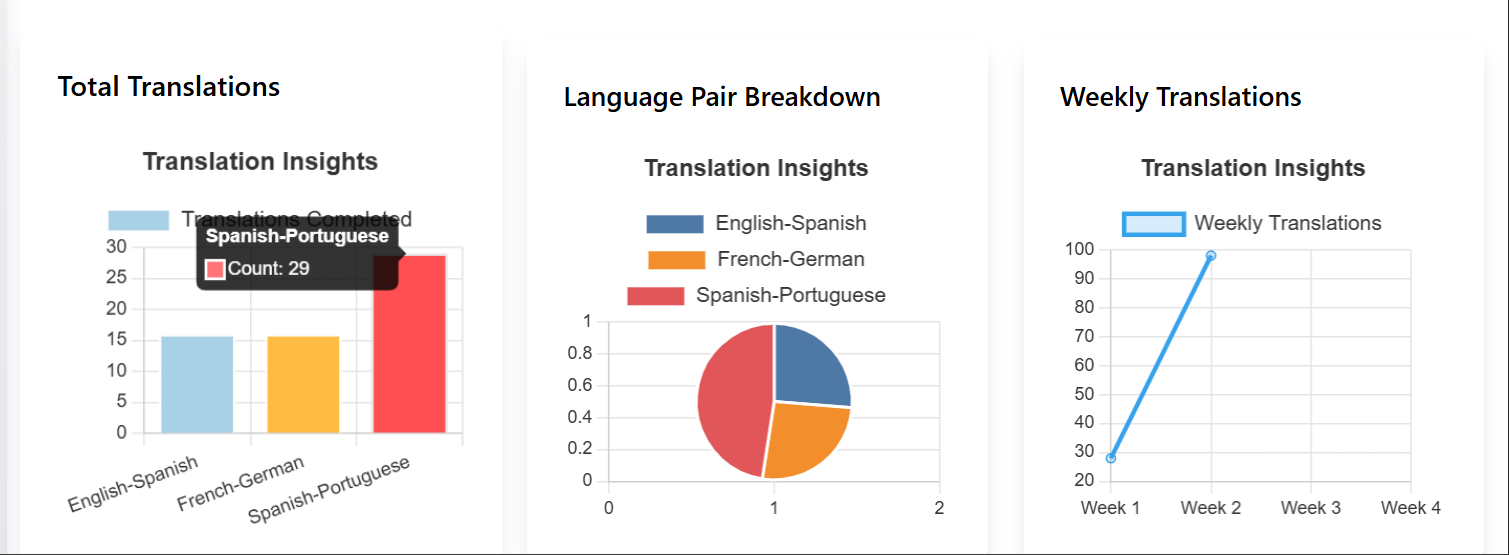 Total Translations
Translation Insights
Translations Completed
Spanish-Portuguese
Count: 29
30
25
20
15
10
5
0
English-Spanish
French-German
Spanish-Portuguese
Language Pair Breakdown
Translation Insights
English-Spanish
French-German
Spanish-Portuguese
1
0.8
0.6
0.4
0.2
0
0 1 2
Weekly Translations
Translation Insights
Weekly Translations
100
90
80
70
60
50
40
30
20
Week 1 Week 2 Week 3 Week 4